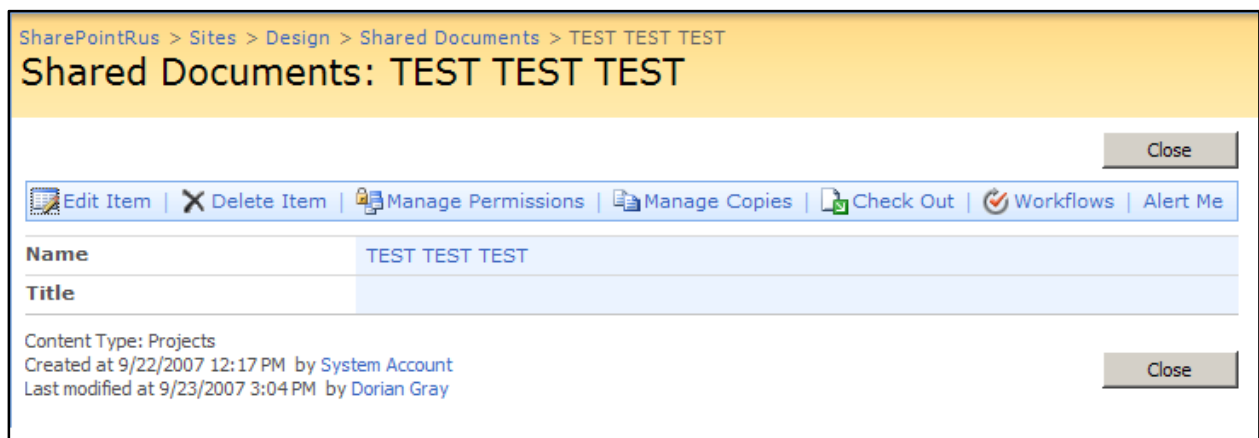 SharePointRus > Sites > Design > Shared Documents > TEST TEST TEST
Shared Documents: TEST TEST TEST
Close
Edit Item | Delete Item | Manage Permissions | Manage Copies | Check Out | Workflows | Alert Me
Name TEST TEST TEST
Title
Content Type: Projects
Created at 9/22/2007 12:17 PM by System Account
Close
Last modified at 9/23/2007 3:04 PM by Dorian Gray